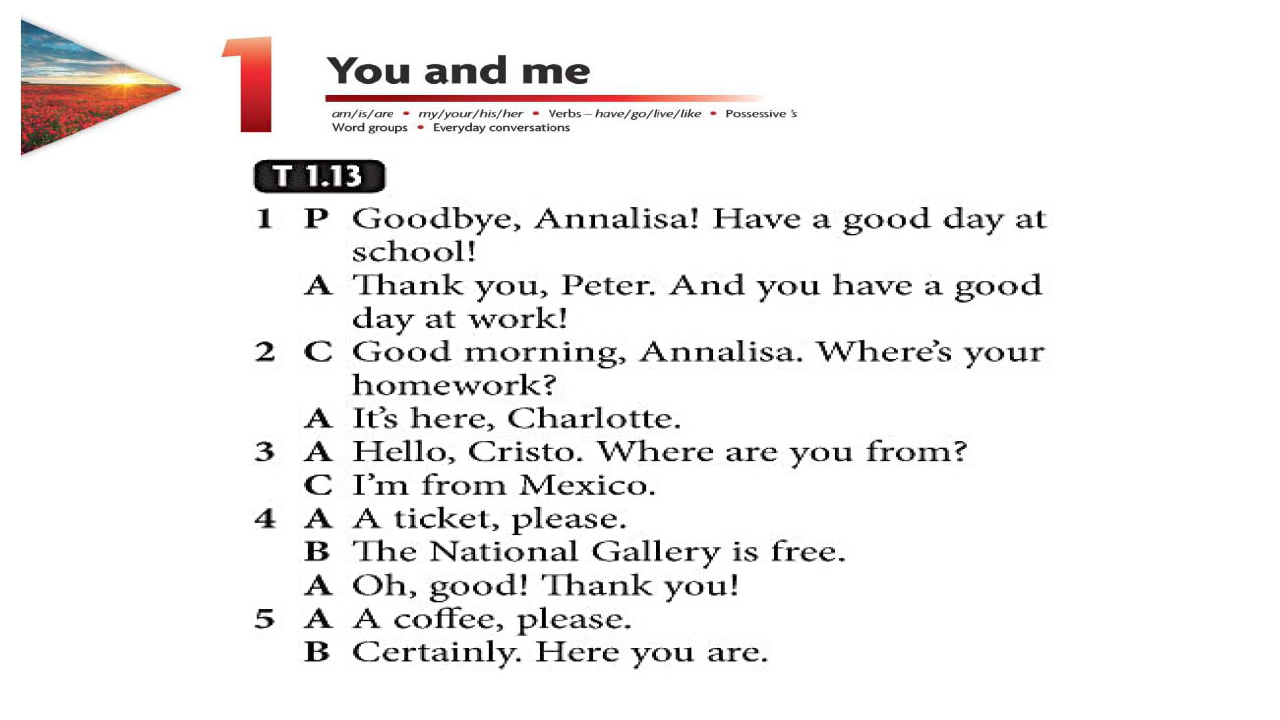 1
You and me
am/is/are • my/your/his/her • Verbs – have/go/live/like • Possessive 's
Word groups • Everyday conversations
T 1.13
1 P Goodbye, Annalisa! Have a good day at
school!
A Thank you, Peter. And you have a good
day at work!
2 C Good morning, Annalisa. Where's your
homework?
A It's here, Charlotte.
3 A Hello, Cristo. Where are you from?
C I'm from Mexico.
4 A A ticket, please.
B The National Gallery is free.
A Oh, good! Thank you!
5 A A coffee, please.
B Certainly. Here you are.